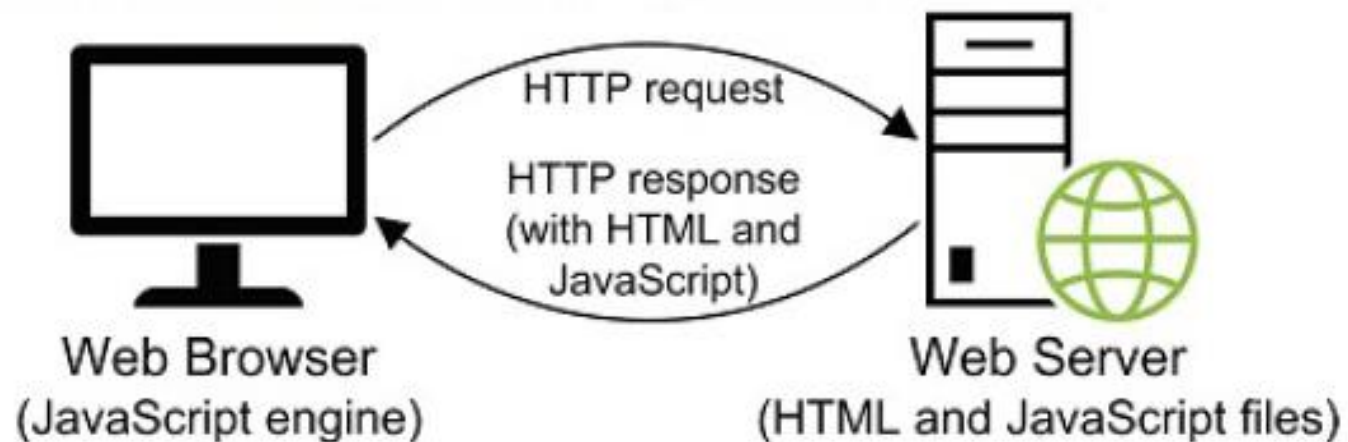 HTTP request
HTTP response
(with HTML and
JavaScript)
Web Browser
(JavaScript engine)
Web Server
(HTML and JavaScript files)